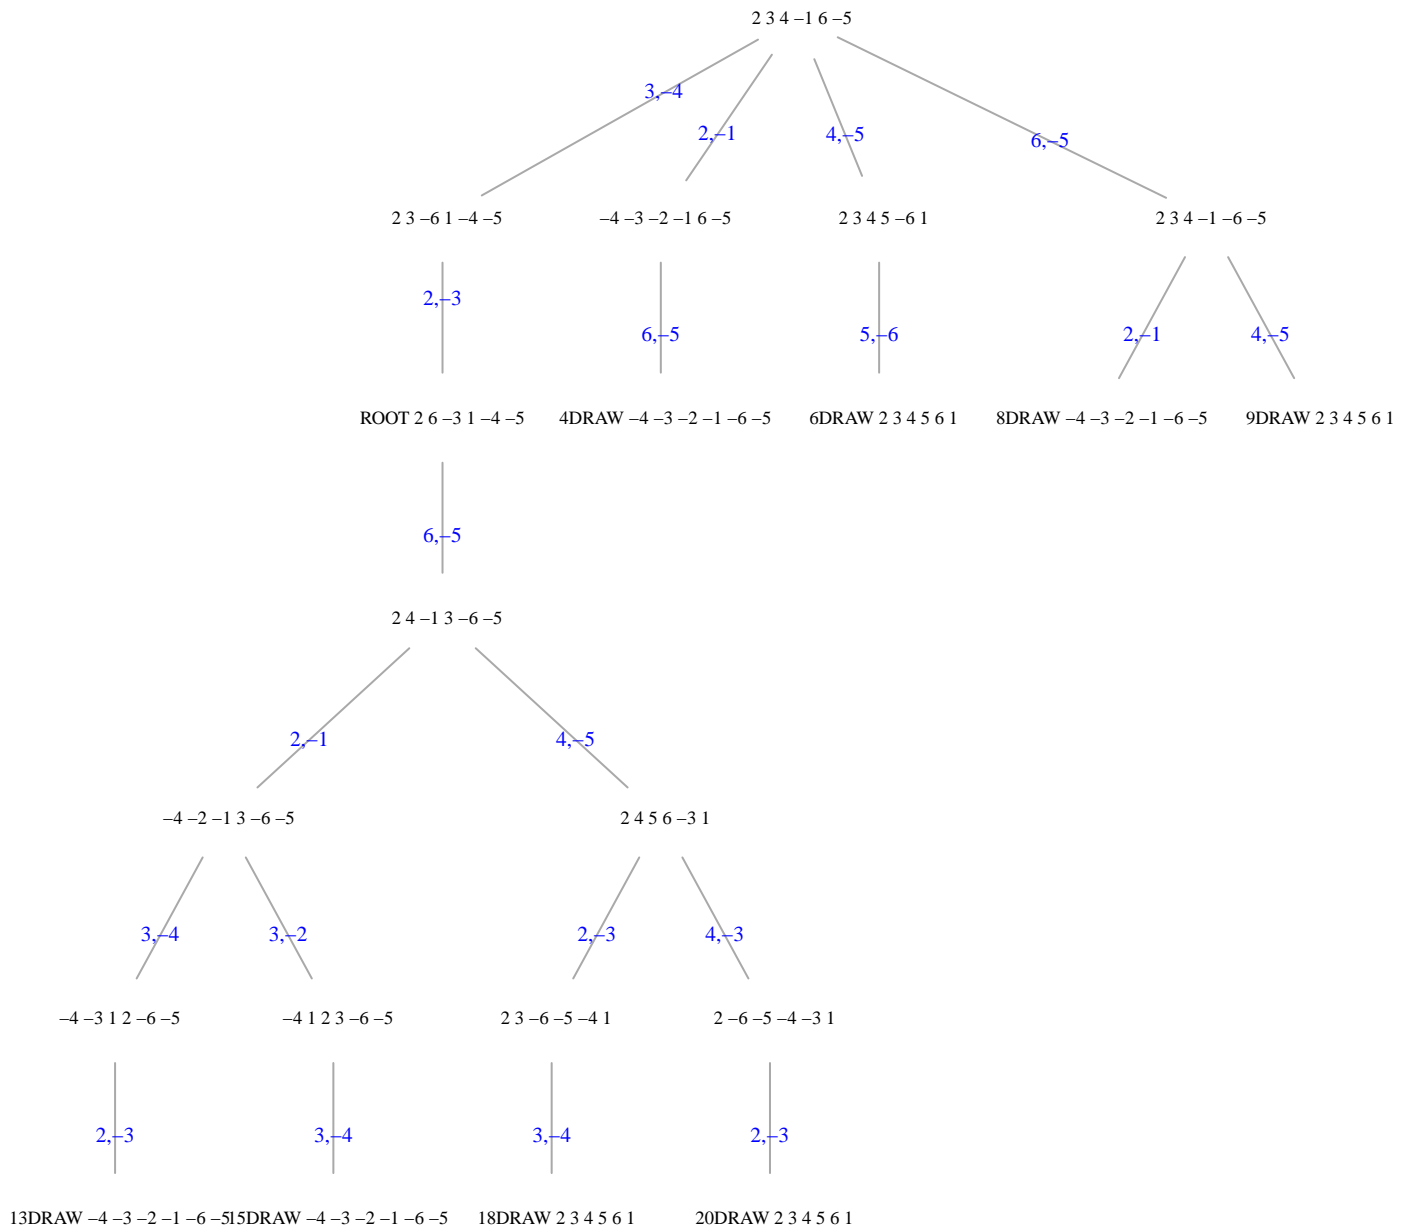 2 3 4 –1 6 –5
3,–4
2,–1
4,–5
6,–5
2 3 –6 1 –4 –5
–4 –3 –2 –1 6 –5
2 3 4 5 –6 1
2 3 4 –1 –6 –5
2,–3
6,–5
5,–6
2,–1
4,–5
ROOT 2 6 –3 1 –4 –5
4DRAW –4 –3 –2 –1 –6 –5
6DRAW 2 3 4 5 6 1
8DRAW –4 –3 –2 –1 –6 –5
9DRAW 2 3 4 5 6 1
6,–5
2 4 –1 3 –6 –5
2,–1
4,–5
–4 –2 –1 3 –6 –5
2 4 5 6 –3 1
3,–4
3,–2
2,–3
4,–3
–4 –3 1 2 –6 –5
–4 1 2 3 –6 –5
2 3 –6 –5 –4 1
2 –6 –5 –4 –3 1
2,–3
3,–4
3,–4
2,–3
13DRAW –4 –3 –2 –1 –6 –5
15DRAW –4 –3 –2 –1 –6 –5
18DRAW 2 3 4 5 6 1
20DRAW 2 3 4 5 6 1